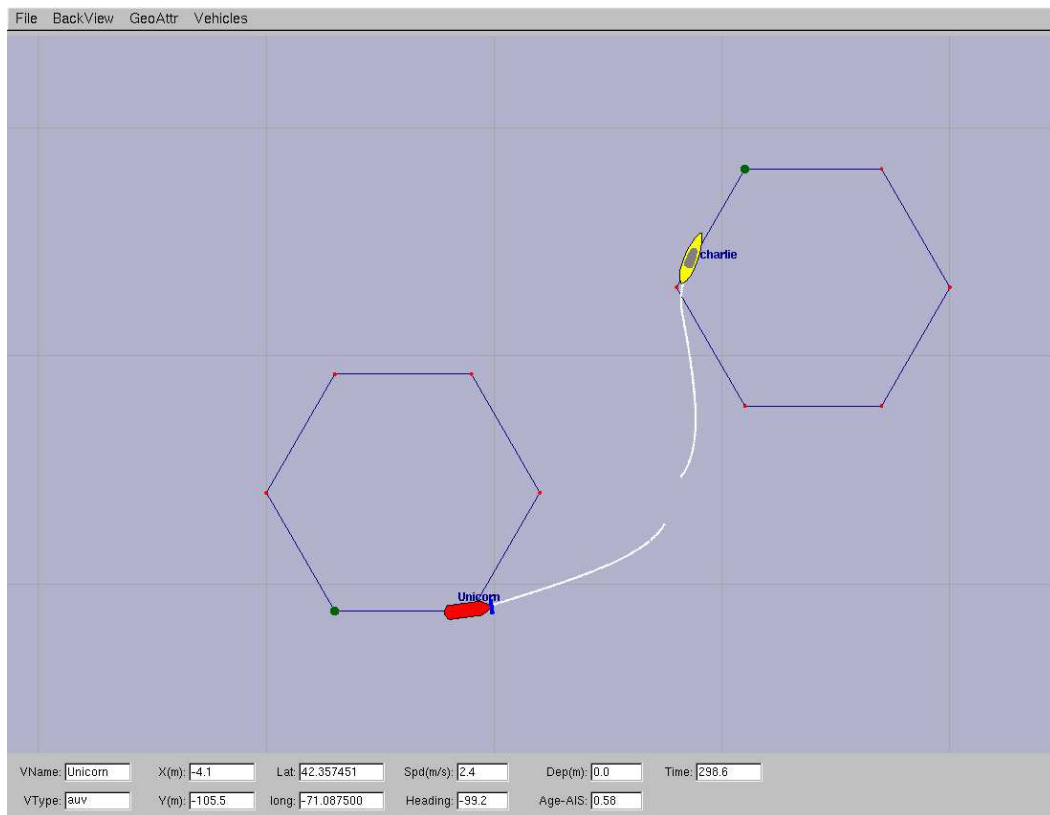 File BackView GeoAttr Vehicles
charlie
Unicorn
VName: Unicorn X(m): -4.1 Lat: 42.357451 Spd(m/s): 2.4 Dep(m): 0.0 Time: 298.6
VType: auv Y(m): -105.5 long: -71.087500 Heading: -99.2 Age-AIS: 0.58